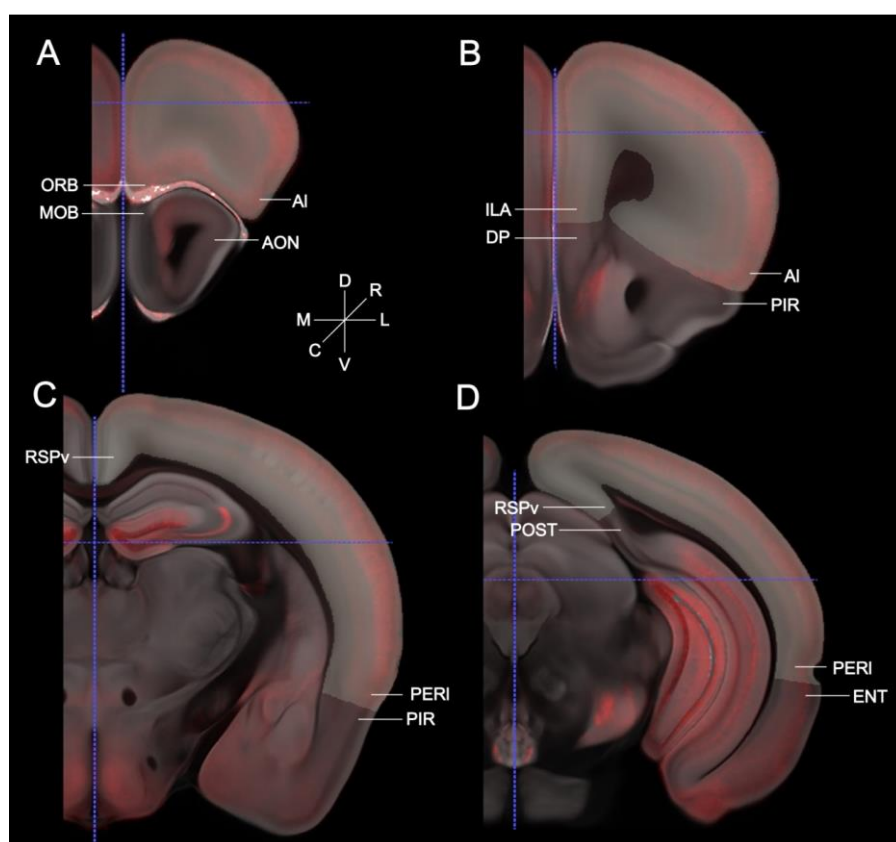 A
ORB
MOB
AI
AON
D
R
M
L
C
V
B
ILA
DP
AI
PIR
C
RSPv
PERI
PIR
D
RSPv
POST
PERI
ENT